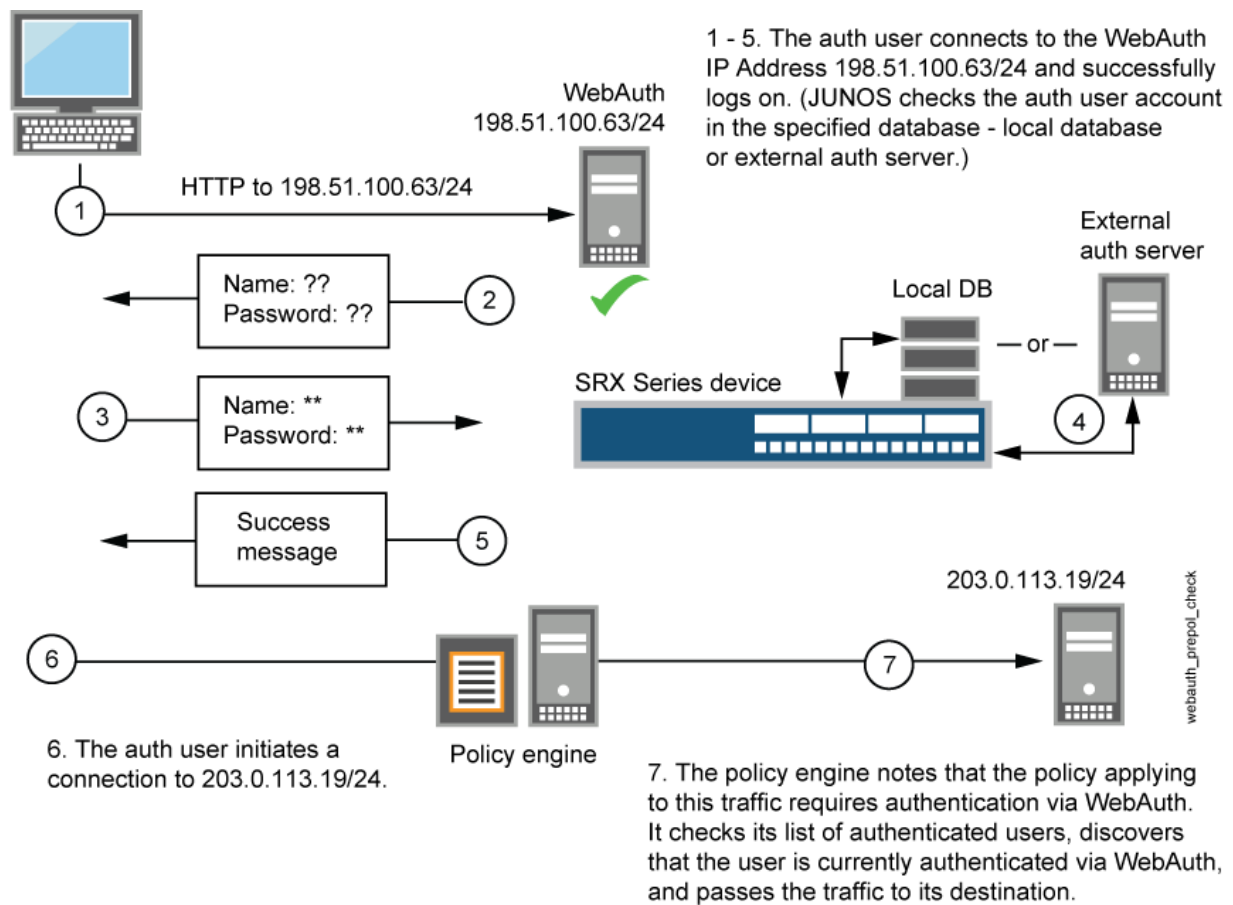 1 - 5. The auth user connects to the WebAuth
IP Address 198.51.100.63/24 and successfully
logs on. (JUNOS checks the auth user account
in the specified database - local database
or external auth server.)
WebAuth
198.51.100.63/24
HTTP to 198.51.100.63/24
1
Name: ??
Password: ??
2
External
auth server
Local DB
or
SRX Series device
3
Name: **
Password: **
4
Success
message
5
203.0.113.19/24
webauth_prepol_check
6
7
Policy engine
6. The auth user initiates a
connection to 203.0.113.19/24.
7. The policy engine notes that the policy applying
to this traffic requires authentication via WebAuth.
It checks its list of authenticated users, discovers
that the user is currently authenticated via WebAuth,
and passes the traffic to its destination.